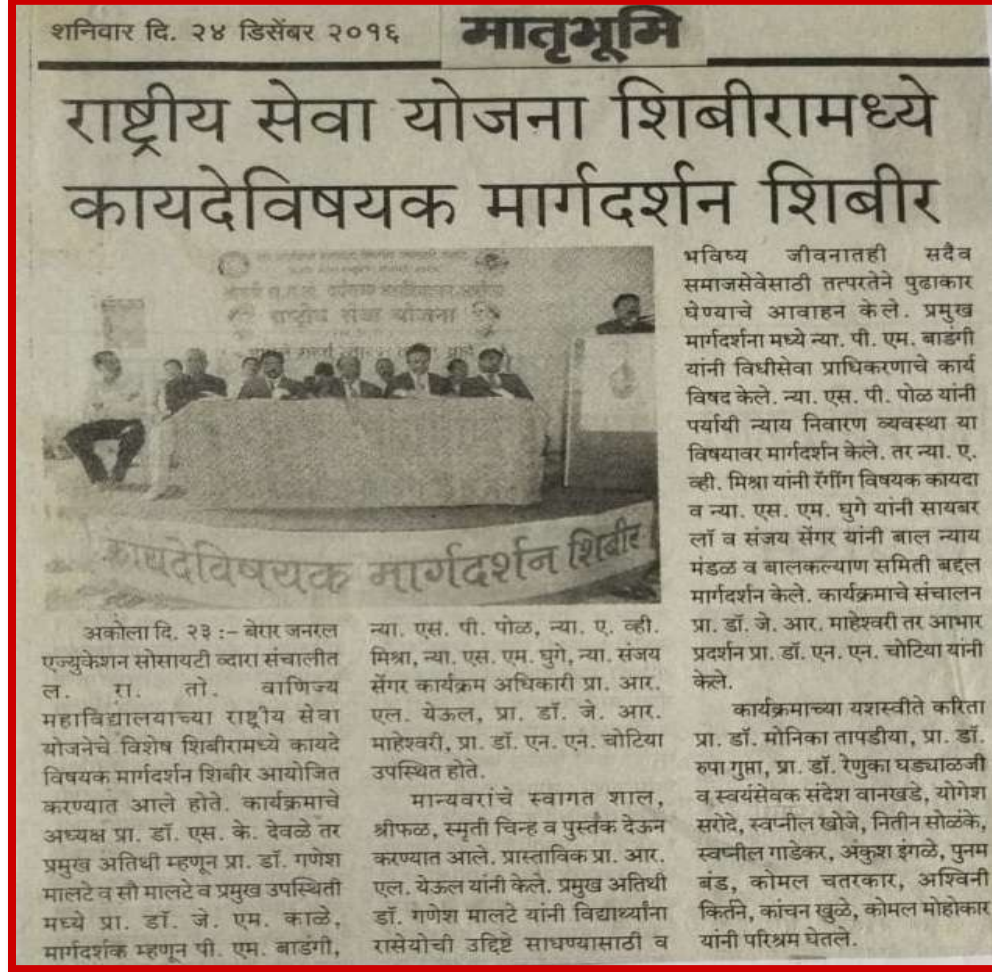 शनिवार दि. २४ डिसेंबर २०१६
मातृभूमि
राष्ट्रीय सेवा योजना शिबीरामध्ये
कायदेविषयक मार्गदर्शन शिबीर
राष्ट्रीय सेवा योजना
कायदेविषयक मार्गदर्शन शिबीर
अकोला दि. २३ :– बेरार जनरल
एज्युकेशन सोसायटी व्दारा संचालीत
ल. रा. तो. वाणिज्य
महाविद्यालयाच्या राष्ट्रीय सेवा
योजनेचे विशेष शिबीरामध्ये कायदे
विषयक मार्गदर्शन शिबीर आयोजित
करण्यात आले होते. कार्यक्रमाचे
अध्यक्ष प्रा. डॉ. एस. के. देवळे तर
प्रमुख अतिथी म्हणून प्रा. डॉ. गणेश
मालटे व सौ मालटे व प्रमुख उपस्थिती
मध्ये प्रा. डॉ. जे. एम. काळे,
मार्गदर्शक म्हणून पी. एम. बाडंगी,
न्या. एस. पी. पोळ, न्या. ए. व्ही.
मिश्रा, न्या. एस. एम. घुगे, न्या. संजय
सेंगर कार्यक्रम अधिकारी प्रा. आर.
एल. येऊल, प्रा. डॉ. जे. आर.
माहेश्वरी, प्रा. डॉ. एन. एन. चोटिया
उपस्थित होते.
मान्यवरांचे स्वागत शाल,
श्रीफळ, स्मृती चिन्ह व पुस्तक देऊन
करण्यात आले. प्रास्ताविक प्रा. आर.
एल. येऊल यांनी केले. प्रमुख अतिथी
डॉ. गणेश मालटे यांनी विद्यार्थ्यांना
रासेयोची उद्दिष्टे साधण्यासाठी व
भविष्य जीवनातही सदैव
समाजसेवेसाठी तत्परतेने पुढाकार
घेण्याचे आवाहन केले. प्रमुख
मार्गदर्शना मध्ये न्या. पी. एम. बाडंगी
यांनी विधीसेवा प्राधिकरणाचे कार्य
विषद केले. न्या. एस. पी. पोळ यांनी
पर्यायी न्याय निवारण व्यवस्था या
विषयावर मार्गदर्शन केले. तर न्या. ए.
व्ही. मिश्रा यांनी रॅगींग विषयक कायदा
व न्या. एस. एम. घुगे यांनी सायबर
लॉ व संजय सेंगर यांनी बाल न्याय
मंडळ व बालकल्याण समिती बद्दल
मार्गदर्शन केले. कार्यक्रमाचे संचालन
प्रा. डॉ. जे. आर. माहेश्वरी तर आभार
प्रदर्शन प्रा. डॉ. एन. एन. चोटिया यांनी
केले.
कार्यक्रमाच्या यशस्वीते करिता
प्रा. डॉ. मोनिका तापडीया, प्रा. डॉ.
रुपा गुप्ता, प्रा. डॉ. रेणुका घड्याळजी
व स्वयंसेवक संदेश वानखडे, योगेश
सरोदे, स्वप्नील खोजे, नितीन सोळंके,
स्वप्नील गाडेकर, अंकुश इंगळे, पुनम
बंड, कोमल चतरकार, अश्विनी
किर्तने, कांचन खुळे, कोमल मोहोकार
यांनी परिश्रम घेतले.